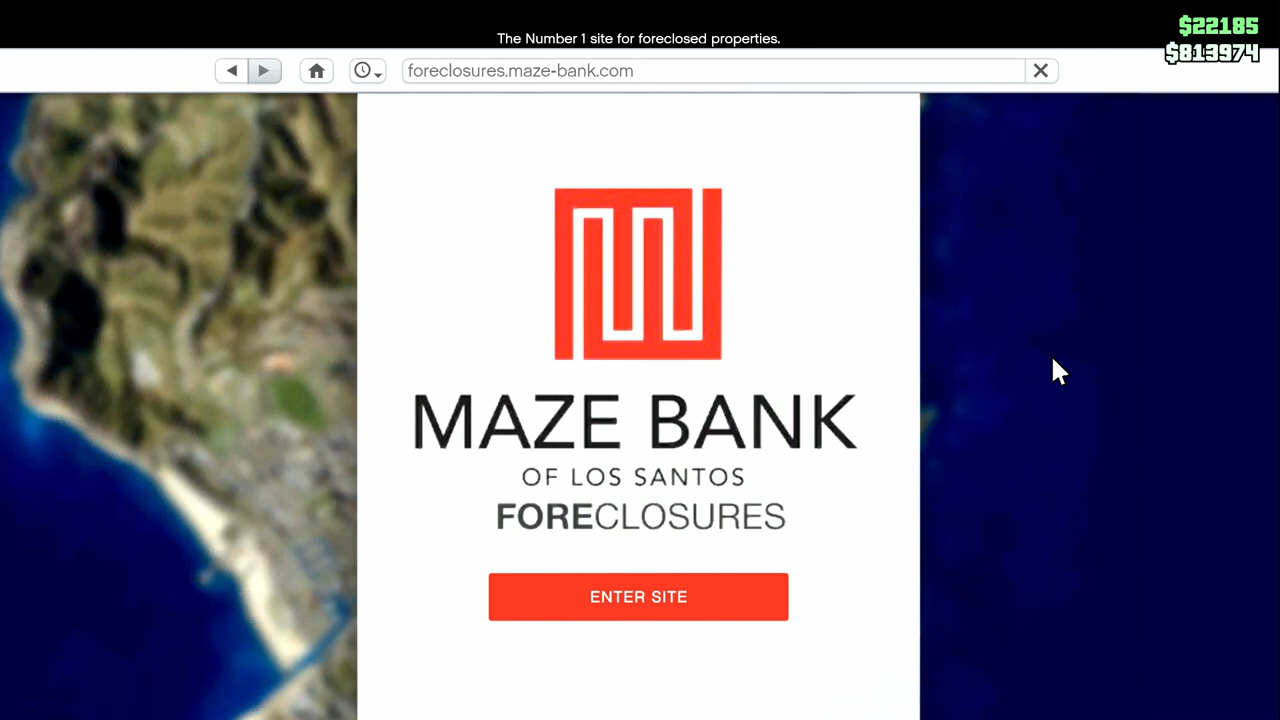 The Number 1 site for foreclosed properties.
$22185
$813974
foreclosures.maze-bank.com
MAZE BANK
OF LOS SANTOS
FORECLOSURES
ENTER SITE